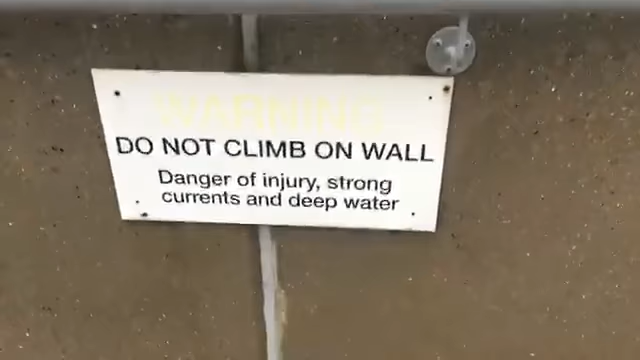 WARNING
DO NOT CLIMB ON WALL
Danger of injury, strong
currents and deep water